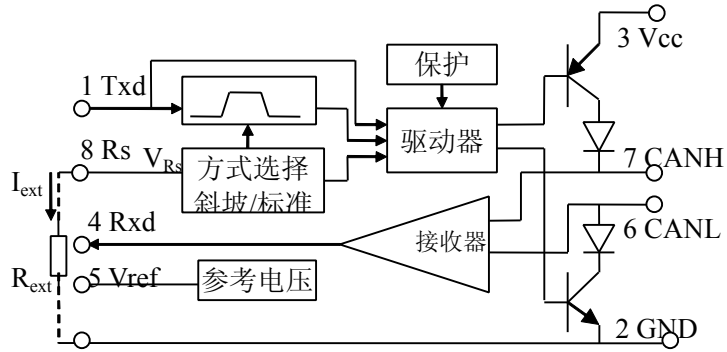 3 Vcc
保护
1 Txd
驱动器
8 Rs
V_Rs
方式选择
斜坡/标准
7 CANH
I_ext
4 Rxd
接收器
6 CANL
R_ext
5 Vref
参考电压
2 GND